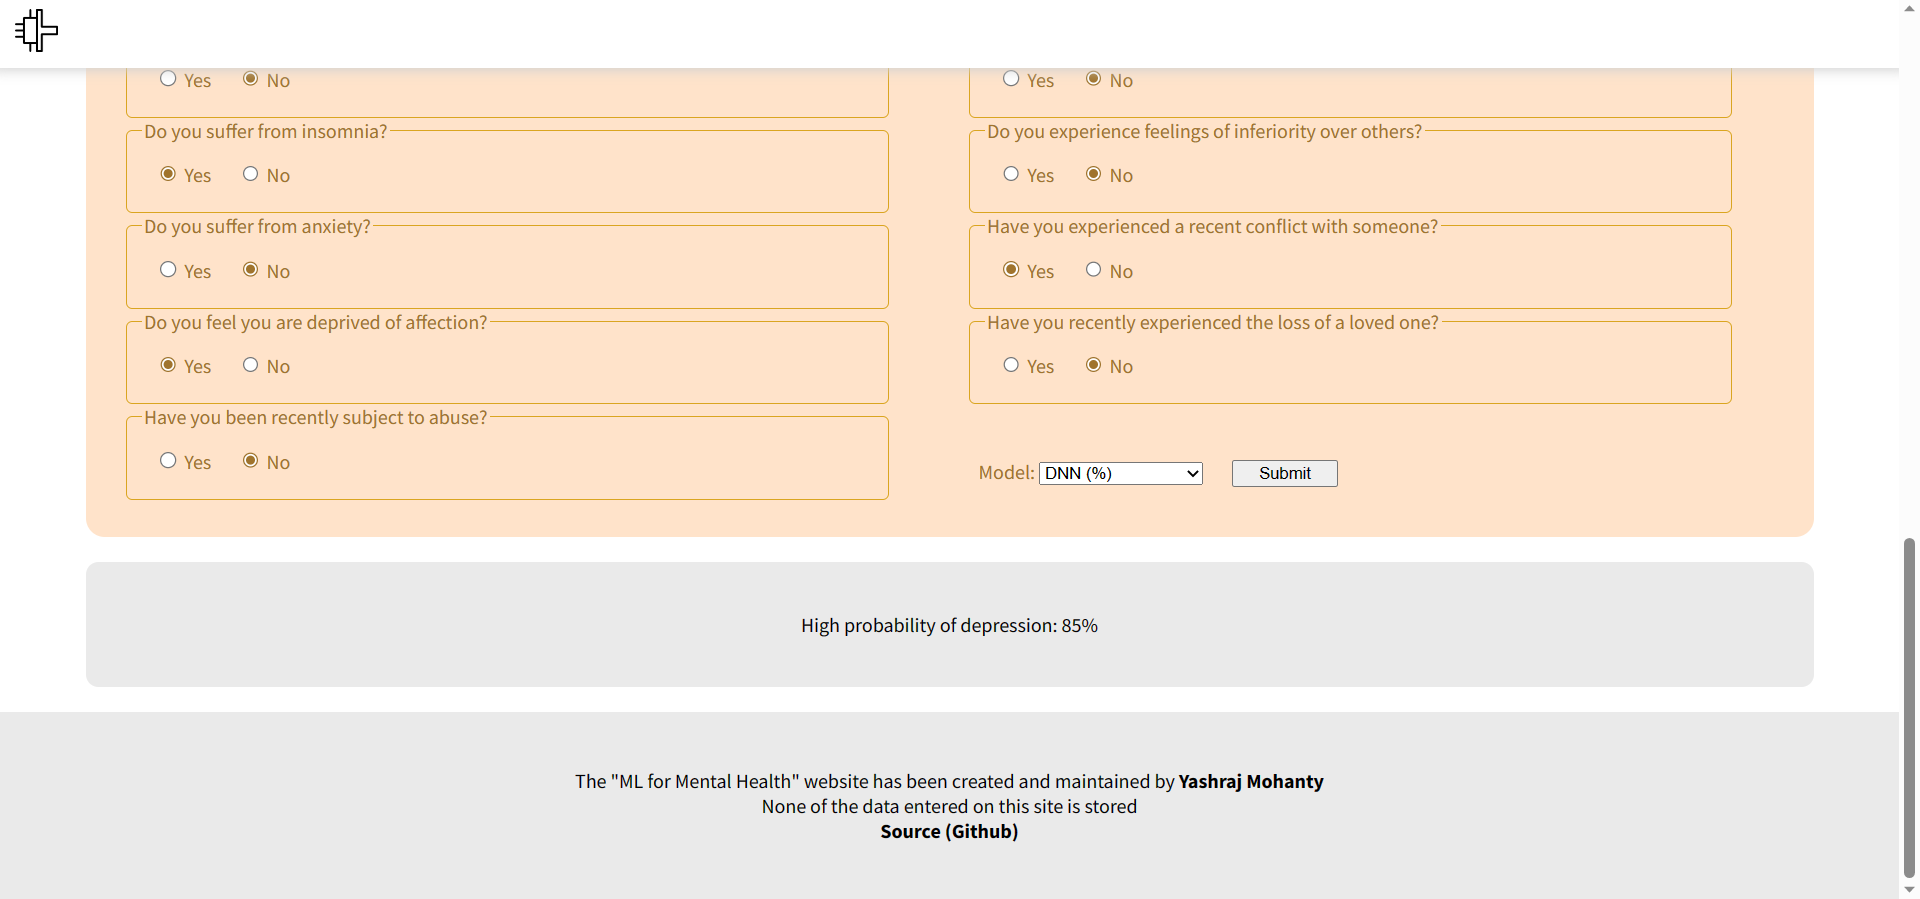 Yes No
Yes No
Do you suffer from insomnia?
Yes No
Do you experience feelings of inferiority over others?
Yes No
Do you suffer from anxiety?
Yes No
Have you experienced a recent conflict with someone?
Yes No
Do you feel you are deprived of affection?
Yes No
Have you recently experienced the loss of a loved one?
Yes No
Have you been recently subject to abuse?
Yes No
Model: DNN (%) Submit
High probability of depression: 85%
The "ML for Mental Health" website has been created and maintained by Yashraj Mohanty
None of the data entered on this site is stored
Source (Github)